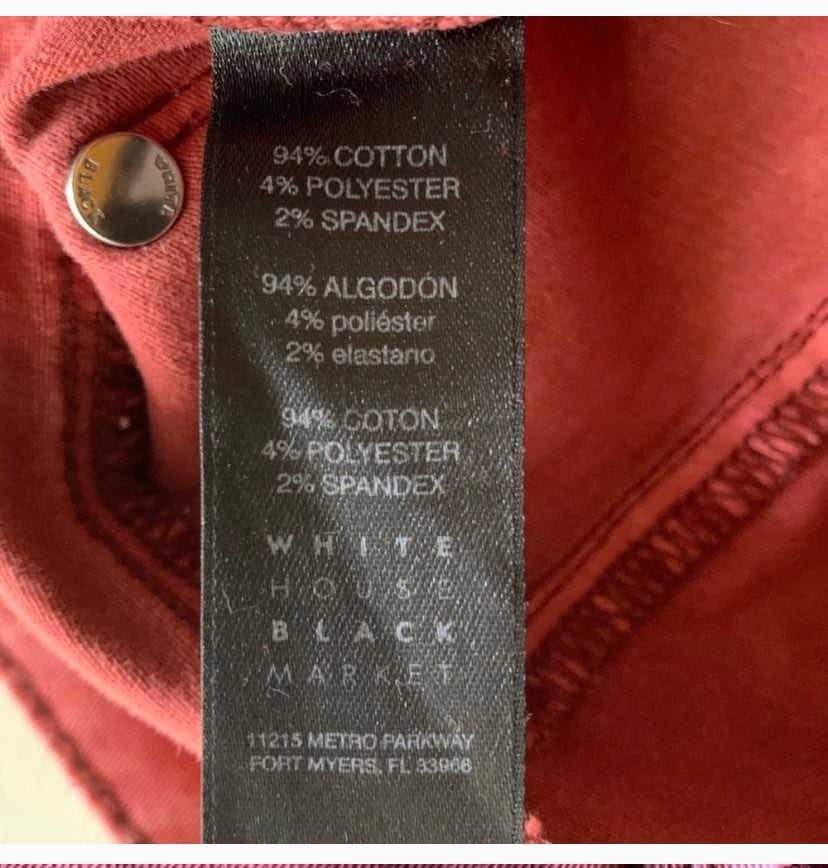 94% COTTON
4% POLYESTER
2% SPANDEX
94% ALGODÓN
4% poliéster
2% elastano
94% COTON
4% POLYESTER
2% SPANDEX
WHITE
HOUSE
BLACK
MARKET
11215 METRO PARKWAY
FORT MYERS, FL 33966
BLACK